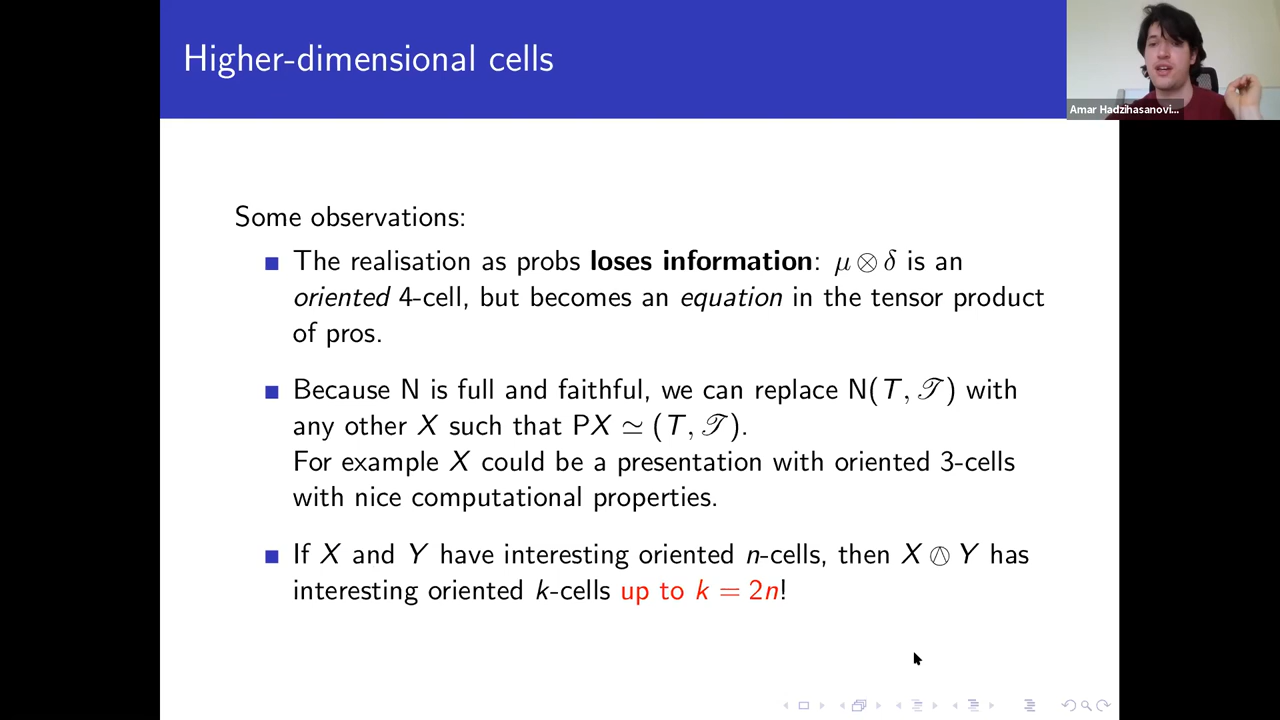 Higher-dimensional cells
Amar Hadzihasanovi...
Some observations:
The realisation as probs loses information: μ ⊗ δ is an
oriented 4-cell, but becomes an equation in the tensor product
of pros.
Because N is full and faithful, we can replace N(T, 𝒯) with
any other X such that PX ≃ (T, 𝒯).
For example X could be a presentation with oriented 3-cells
with nice computational properties.
If X and Y have interesting oriented n-cells, then X ⩀ Y has
interesting oriented k-cells up to k = 2n!